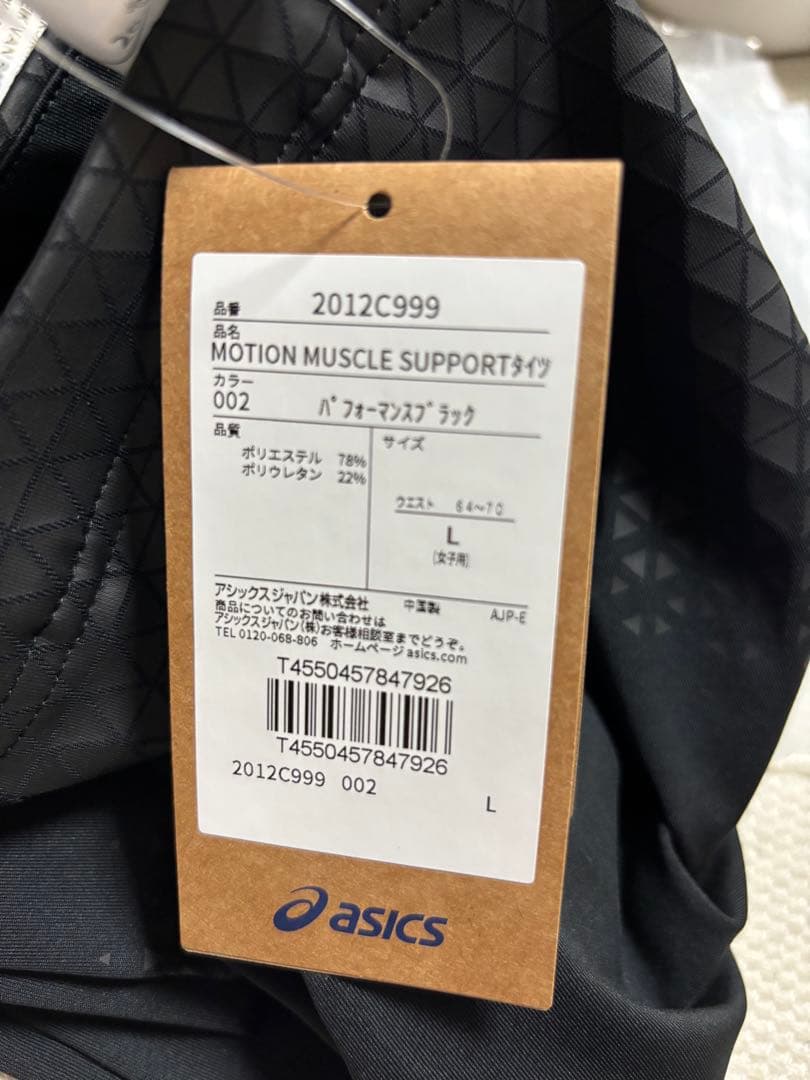 品番 2012C999
品名
MOTION MUSCLE SUPPORTタイツ
カラー
002 パフォーマンスブラック
品質
ポリエステル 78%
ポリウレタン 22%
サイズ
ウエスト 64～70
L
(女子用)
アシックスジャパン株式会社 中国製 AJP-E
商品についてのお問い合わせは
アシックスジャパン(株)お客様相談室までどうぞ。
TEL 0120-068-806 ホームページasics.com
T4550457847926
T4550457847926
2012C999 002
L
asics